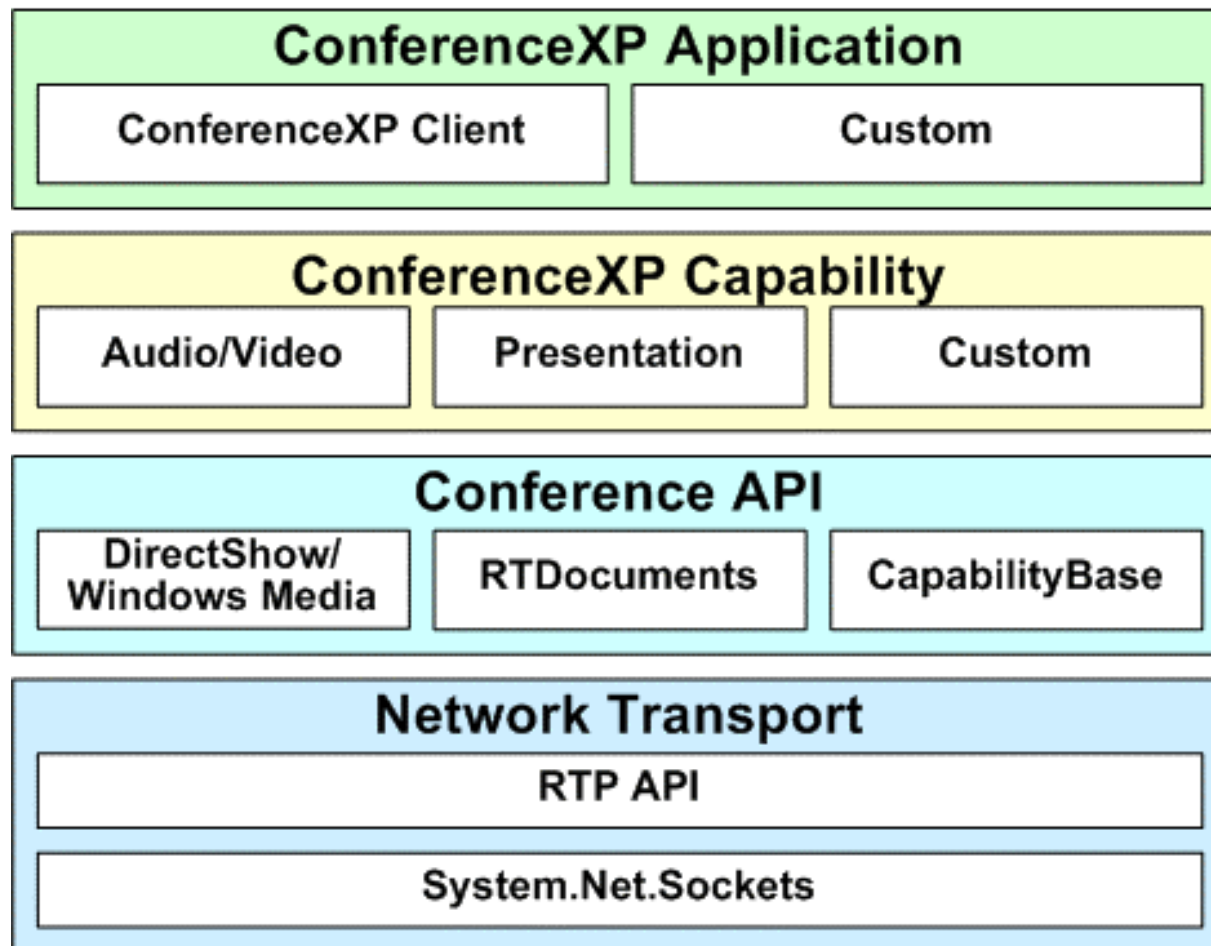 ConferenceXP Application
ConferenceXP Client
Custom
ConferenceXP Capability
Audio/Video
Presentation
Custom
Conference API
DirectShow/
Windows Media
RTDocuments
CapabilityBase
Network Transport
RTP API
System.Net.Sockets